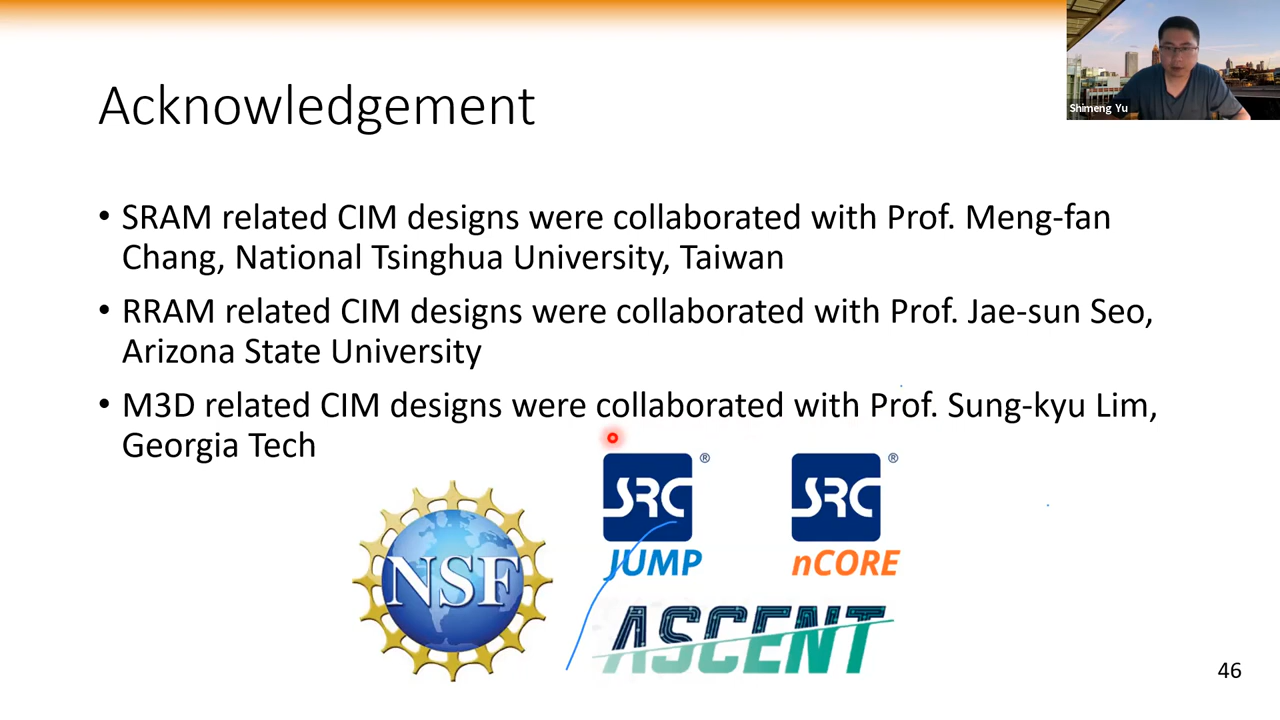 Shimeng Yu
Acknowledgement
• SRAM related CIM designs were collaborated with Prof. Meng-fan
Chang, National Tsinghua University, Taiwan
• RRAM related CIM designs were collaborated with Prof. Jae-sun Seo,
Arizona State University
• M3D related CIM designs were collaborated with Prof. Sung-kyu Lim,
Georgia Tech
NSF
SRC®
JUMP
SRC®
nCORE
ASCENT
46